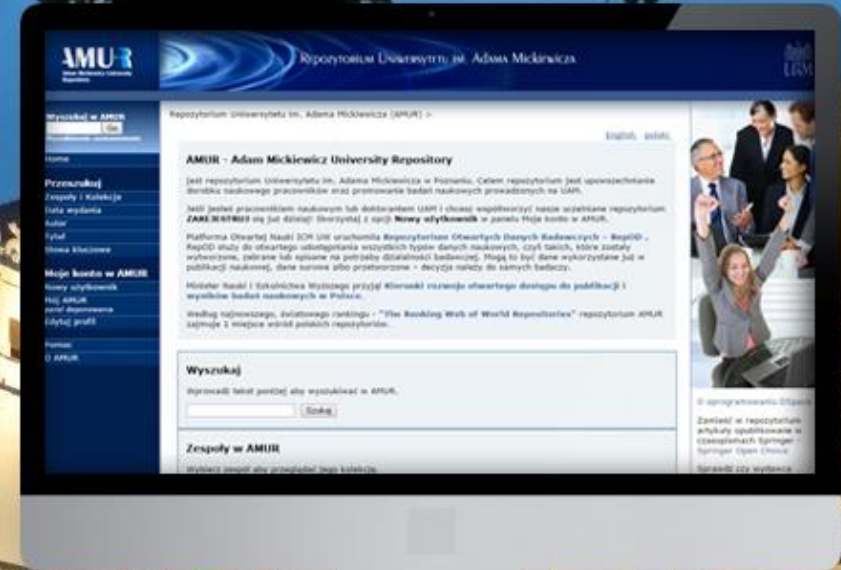 AMUR
Adam Mickiewicz University
Repository
Repozytorium Uniwersytetu im. Adama Mickiewicza
UAM
Wyszukaj w AMUR
Go
Home
Przeszukaj
Zespoły i Kolekcje
Data wydania
Autor
Tytuł
Słowa kluczowe
Moje konto w AMUR
Nowy użytkownik
Mój AMUR
panel deponowania
Edytuj profil
Pomoc
O AMUR
Repozytorium Uniwersytetu im. Adama Mickiewicza (AMUR) >
English polski
AMUR - Adam Mickiewicz University Repository
Jest repozytorium Uniwersytetu im. Adama Mickiewicza w Poznaniu. Celem repozytorium jest upowszechnianie
dorobku naukowego pracowników oraz promowanie badań naukowych prowadzonych na UAM.
Jeśli jesteś pracownikiem naukowym lub doktorantem UAM i chcesz współtworzyć nasze uczelniane repozytorium
ZAREJESTRUJ się już dzisiaj! Skorzystaj z opcji Nowy użytkownik w panelu Moje konto w AMUR.
Platforma Otwartej Nauki ICM UW uruchomiła Repozytorium Otwartych Danych Badawczych - RepOD .
RepOD służy do otwartego udostępniania wszystkich typów danych naukowych, czyli takich, które zostały
wytworzone, zebrane lub opisane na potrzeby działalności badawczej. Mogą to być dane wykorzystane już w
publikacji naukowej, dane surowe albo przetworzone - decyzja należy do samych badaczy.
Minister Nauki i Szkolnictwa Wyższego przyjął Kierunki rozwoju otwartego dostępu do publikacji i
wyników badań naukowych w Polsce.
Według najnowszego, światowego rankingu - "The Ranking Web of World Repositories" repozytorium AMUR
zajmuje 1 miejsce wśród polskich repozytoriów.
Wyszukaj
Wprowadź tekst poniżej aby wyszukiwać w AMUR.
Szukaj
Zespoły w AMUR
Wybierz zespół aby przeglądać jego kolekcje.
O oprogramowaniu DSpace
Zamieść w repozytorium
artykuły opublikowane w
czasopismach Springer -
Springer Open Choice
Sprawdź czy wydawca